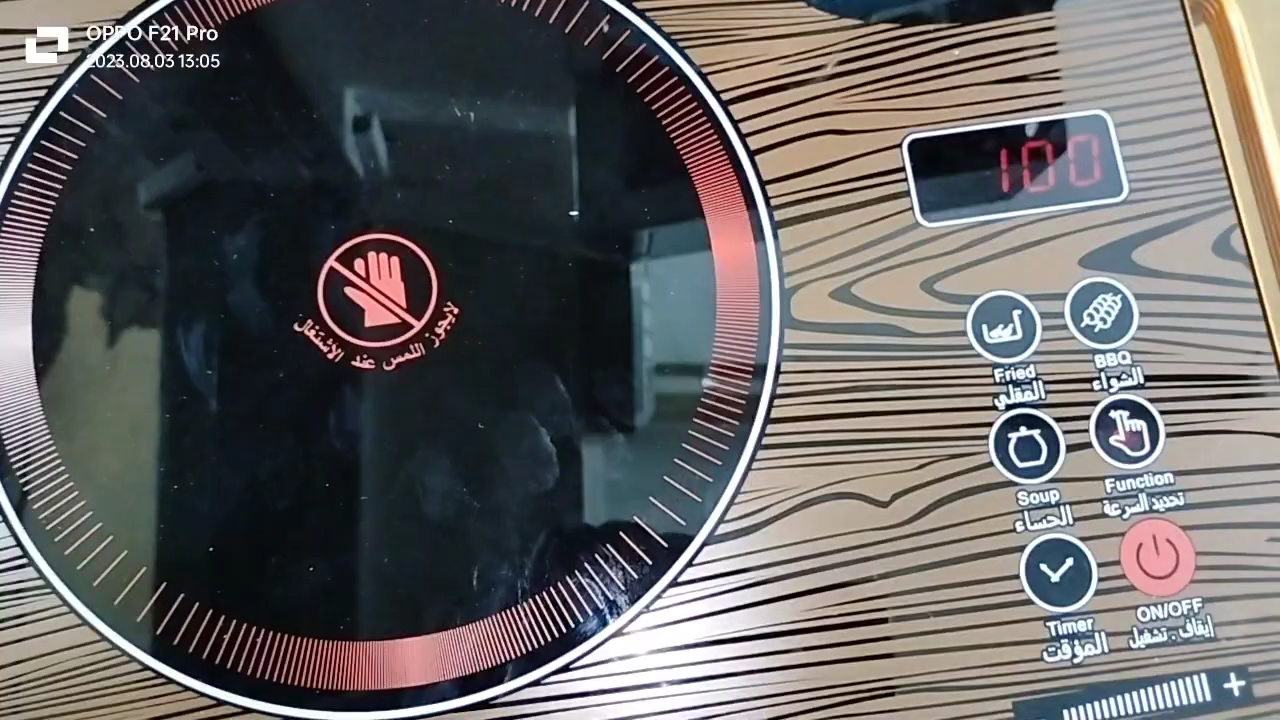 OPPO F21 Pro
2023.08.03 13:05
100
لايجوز اللمس عند الأشتغال
Fried
المقلي
BBQ
الشواء
Soup
الحساء
Function
تحديد السرعة
Timer
المؤقت
ON/OFF
إيقاف . تشغيل
+